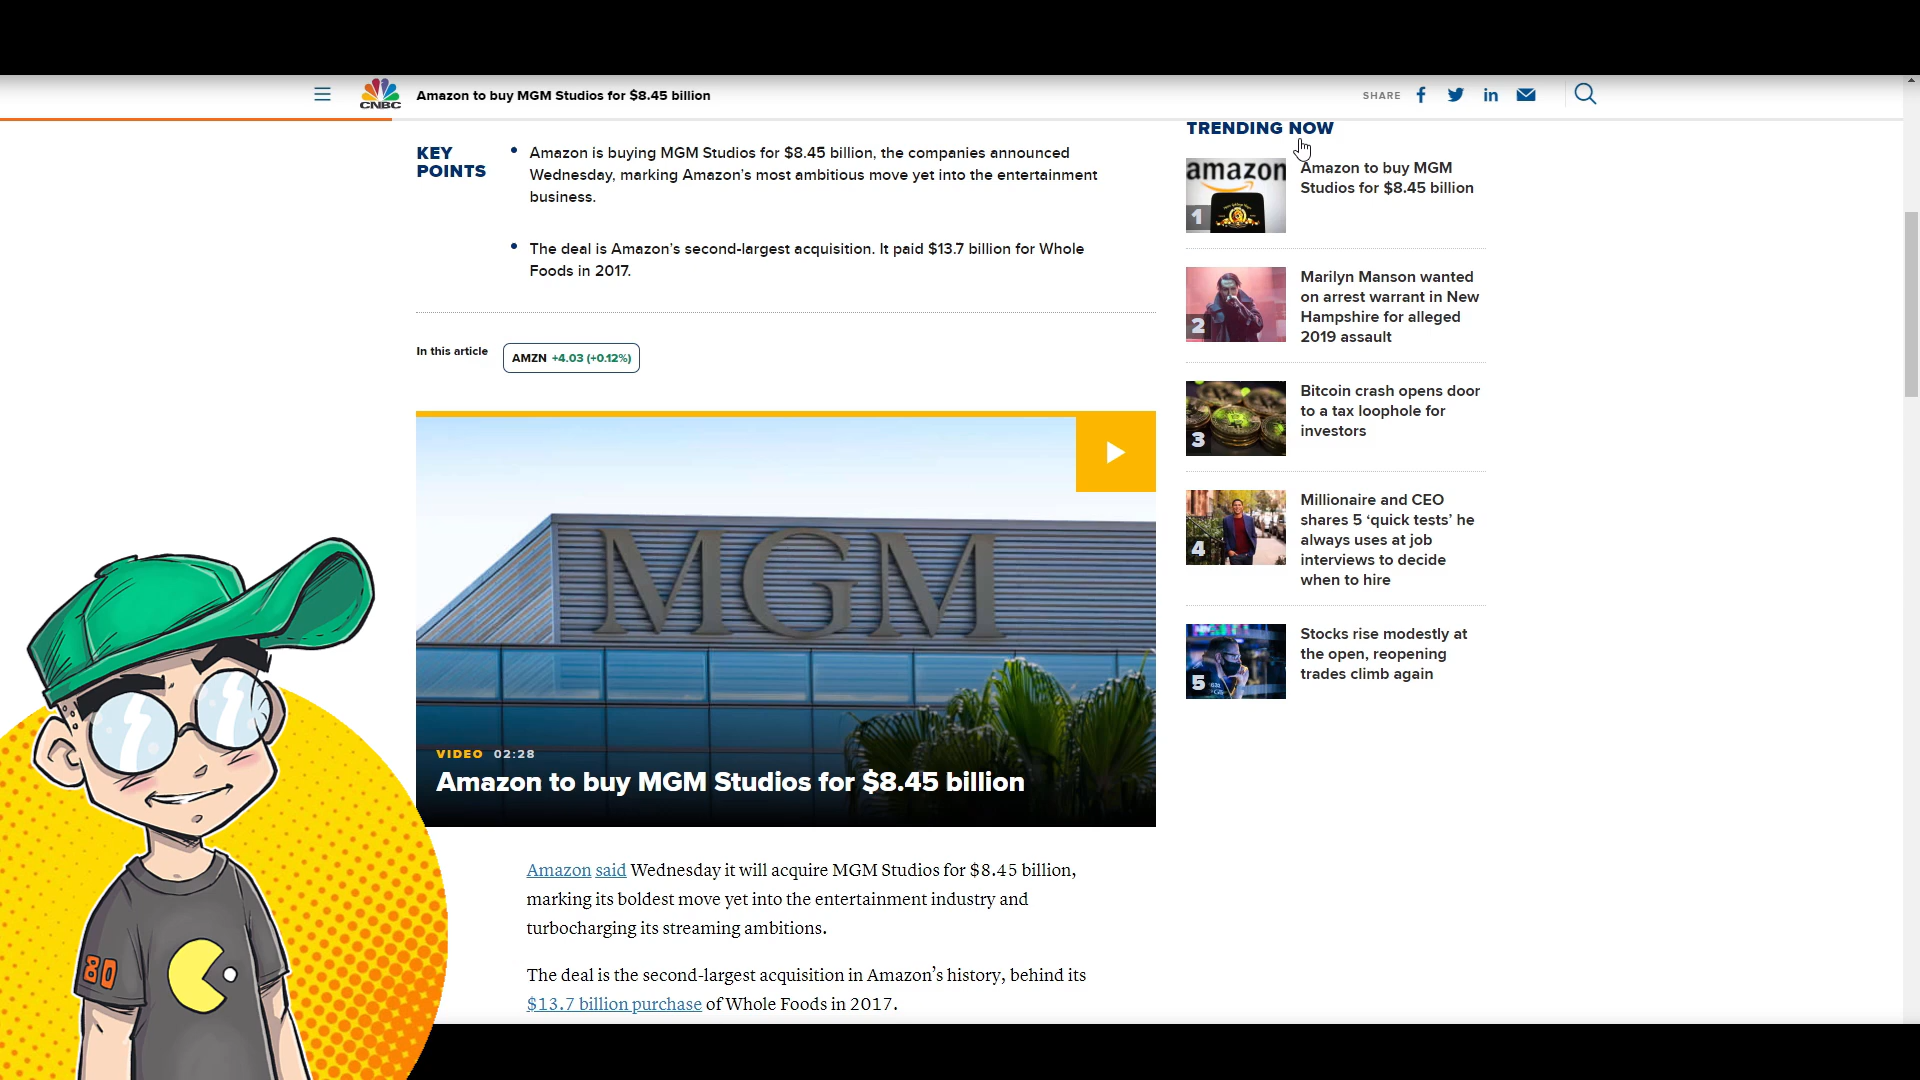 CNBC
Amazon to buy MGM Studios for $8.45 billion
SHARE
KEY
POINTS
Amazon is buying MGM Studios for $8.45 billion, the companies announced
Wednesday, marking Amazon's most ambitious move yet into the entertainment
business.
The deal is Amazon's second-largest acquisition. It paid $13.7 billion for Whole
Foods in 2017.
In this article
AMZN +4.03 (+0.12%)
MGM
VIDEO 02:28
Amazon to buy MGM Studios for $8.45 billion
Amazon said Wednesday it will acquire MGM Studios for $8.45 billion,
marking its boldest move yet into the entertainment industry and
turbocharging its streaming ambitions.
The deal is the second-largest acquisition in Amazon's history, behind its
$13.7 billion purchase of Whole Foods in 2017.
TRENDING NOW
amazon
1
Amazon to buy MGM
Studios for $8.45 billion
2
Marilyn Manson wanted
on arrest warrant in New
Hampshire for alleged
2019 assault
3
Bitcoin crash opens door
to a tax loophole for
investors
4
Millionaire and CEO
shares 5 ‘quick tests’ he
always uses at job
interviews to decide
when to hire
5
Stocks rise modestly at
the open, reopening
trades climb again
80